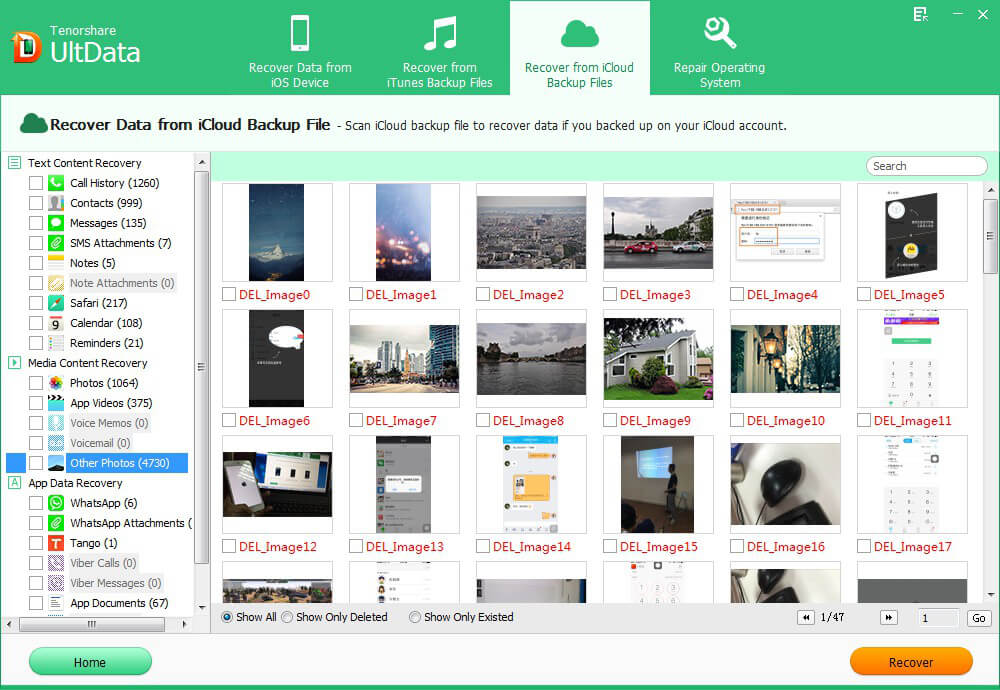 Tenorshare
UltData
Recover Data from
iOS Device
Recover from
iTunes Backup Files
Recover from iCloud
Backup Files
Repair Operating
System
Recover Data from iCloud Backup File - Scan iCloud backup file to recover data if you backed up on your iCloud account.
Search
Text Content Recovery
Call History (1260)
Contacts (999)
Messages (135)
SMS Attachments (7)
Notes (5)
Note Attachments (0)
Safari (217)
Calendar (108)
Reminders (21)
Media Content Recovery
Photos (1064)
App Videos (375)
Voice Memos (0)
Voicemail (0)
Other Photos (4730)
App Data Recovery
WhatsApp (6)
WhatsApp Attachments (
Tango (1)
Viber Calls (0)
Viber Messages (0)
App Documents (67)
DEL_Image0 DEL_Image1 DEL_Image2 DEL_Image3 DEL_Image4 DEL_Image5
DEL_Image6 DEL_Image7 DEL_Image8 DEL_Image9 DEL_Image10 DEL_Image11
DEL_Image12 DEL_Image13 DEL_Image14 DEL_Image15 DEL_Image16 DEL_Image17
Show All Show Only Deleted Show Only Existed 1/47 1 Go
Home Recover